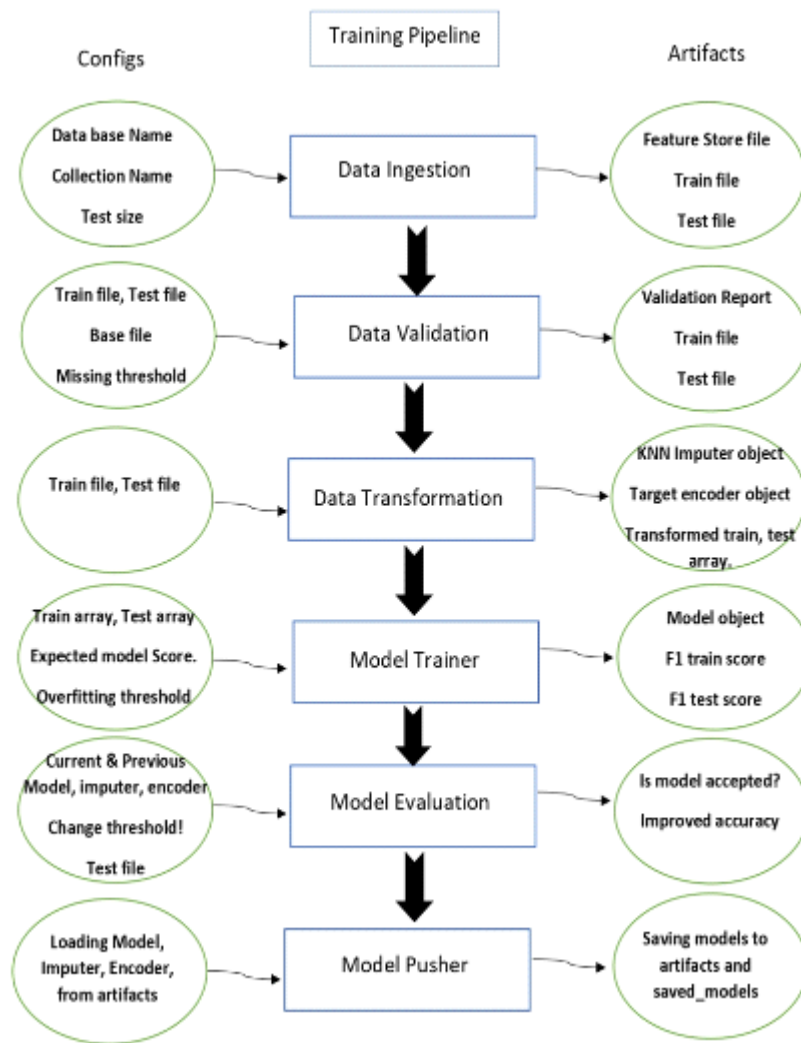 Training Pipeline
Configs
Artifacts
Data base Name
Collection Name
Test size
Data Ingestion
Feature Store file
Train file
Test file
Train file, Test file
Base file
Missing threshold
Data Validation
Validation Report
Train file
Test file
Train file, Test file
Data Transformation
KNN Imputer object
Target encoder object
Transformed train, test
array.
Train array, Test array
Expected model Score.
Overfitting threshold
Model Trainer
Model object
F1 train score
F1 test score
Current & Previous
Model, imputer, encoder
Change threshold!
Test file
Model Evaluation
Is model accepted?
Improved accuracy
Loading Model,
Imputer, Encoder,
from artifacts
Model Pusher
Saving models to
artifacts and
saved_models